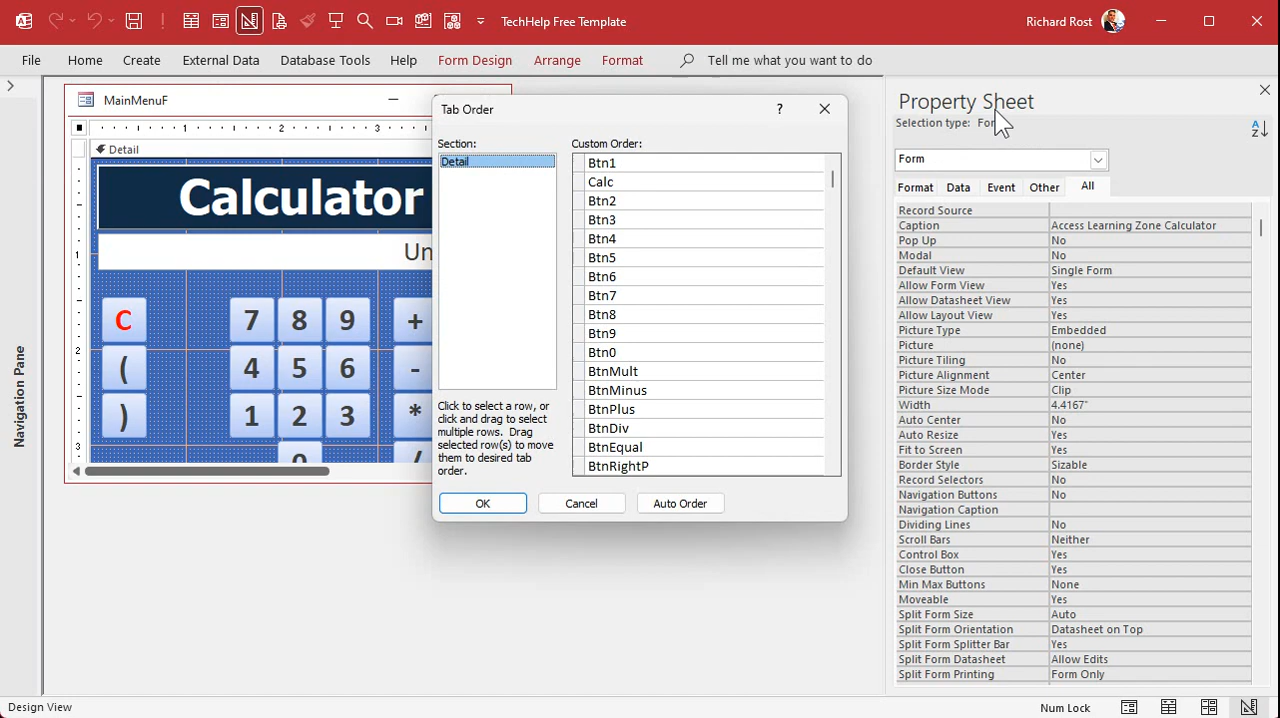 TechHelp Free Template
Richard Rost
File
Home
Create
External Data
Database Tools
Help
Form Design
Arrange
Format
Tell me what you want to do
MainMenuF
1 2 3
Detail
Calculator
Un
C 7 8 9 +
( 4 5 6 -
) 1 2 3 *
0 /
1
2
3
Navigation Pane
Tab Order
?
Section:
Detail
Click to select a row, or
click and drag to select
multiple rows. Drag
selected row(s) to move
them to desired tab
order.
Custom Order:
Btn1
Calc
Btn2
Btn3
Btn4
Btn5
Btn6
Btn7
Btn8
Btn9
Btn0
BtnMult
BtnMinus
BtnPlus
BtnDiv
BtnEqual
BtnRightP
OK
Cancel
Auto Order
Property Sheet
Selection type: For
A
Z
Form
Format
Data
Event
Other
All
Record Source
Caption Access Learning Zone Calculator
Pop Up No
Modal No
Default View Single Form
Allow Form View Yes
Allow Datasheet View Yes
Allow Layout View Yes
Picture Type Embedded
Picture (none)
Picture Tiling No
Picture Alignment Center
Picture Size Mode Clip
Width 4.4167"
Auto Center No
Auto Resize Yes
Fit to Screen Yes
Border Style Sizable
Record Selectors No
Navigation Buttons No
Navigation Caption
Dividing Lines No
Scroll Bars Neither
Control Box Yes
Close Button Yes
Min Max Buttons None
Moveable Yes
Split Form Size Auto
Split Form Orientation Datasheet on Top
Split Form Splitter Bar Yes
Split Form Datasheet Allow Edits
Split Form Printing Form Only
Design View
Num Lock